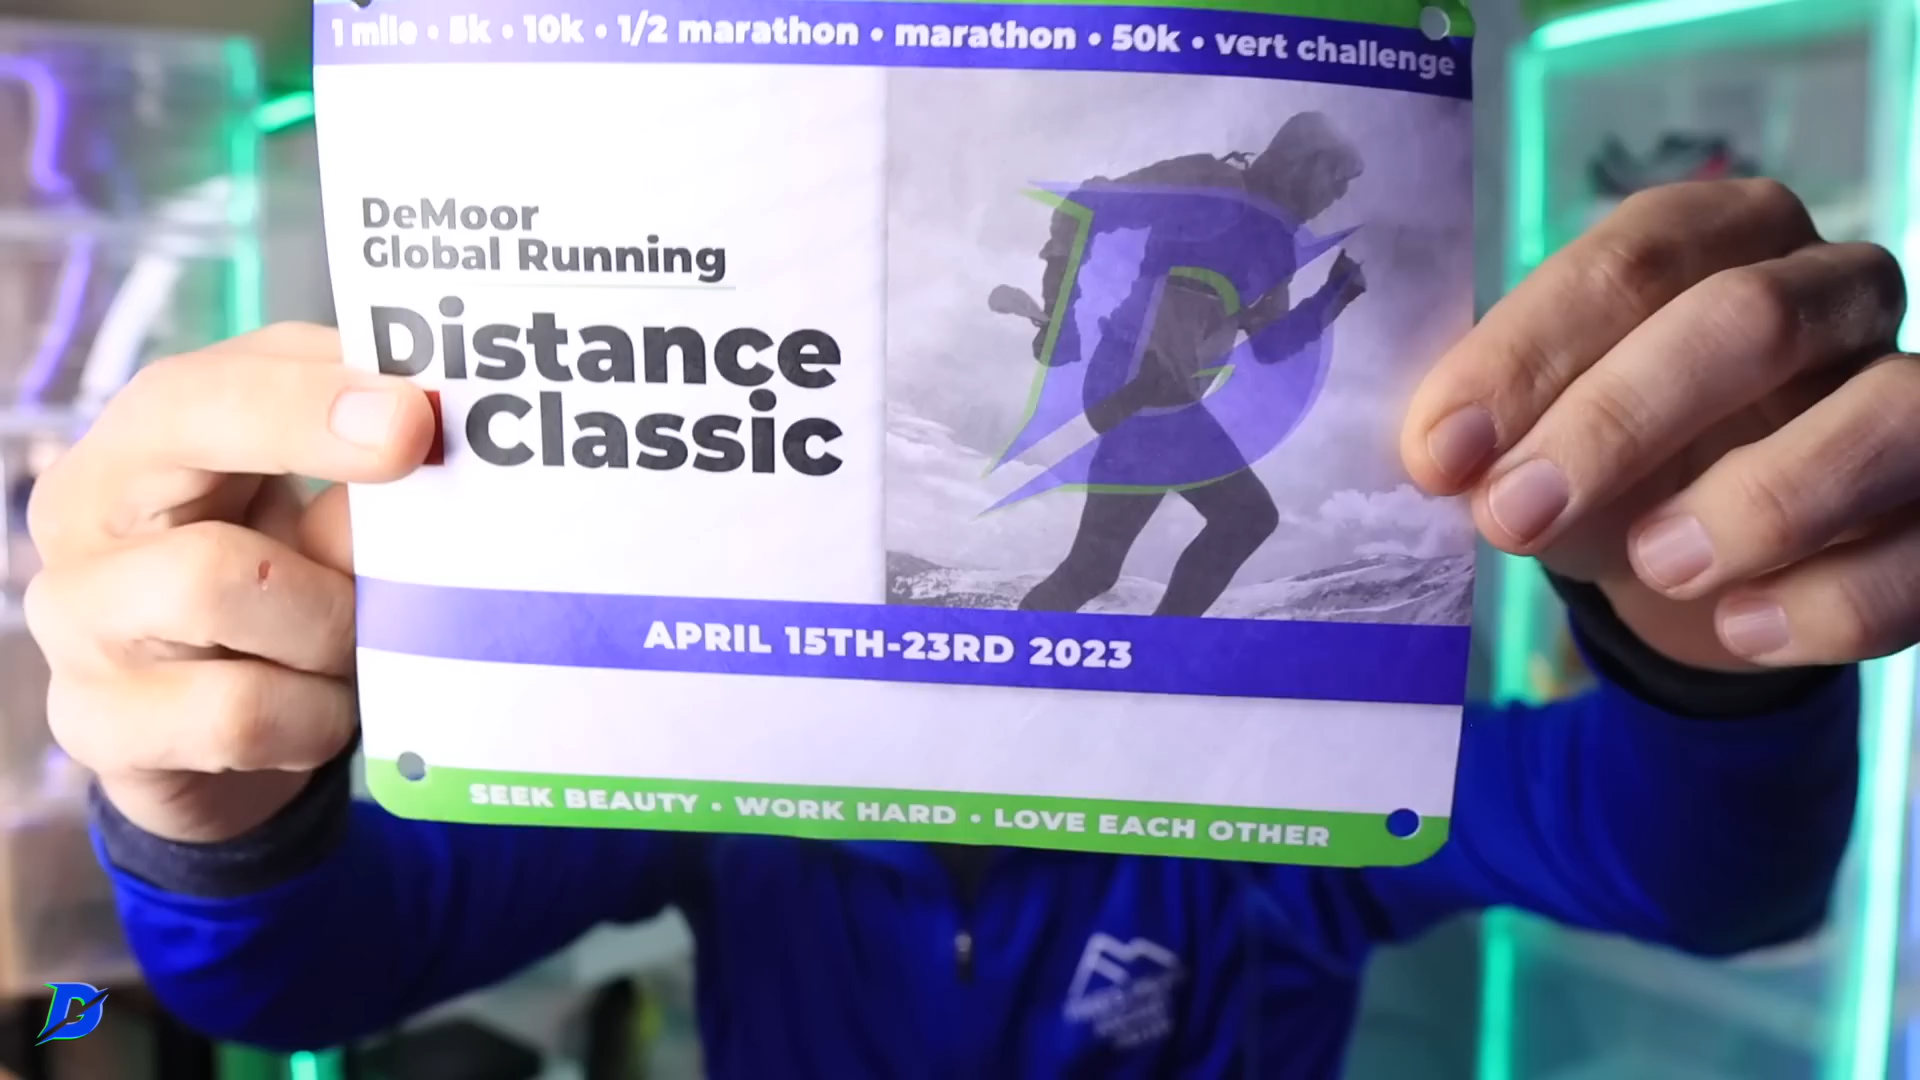 1 mile • 5k • 10k • 1/2 marathon • marathon • 50k • vert challenge
DeMoor
Global Running
Distance
Classic
APRIL 15TH-23RD 2023
SEEK BEAUTY • WORK HARD • LOVE EACH OTHER